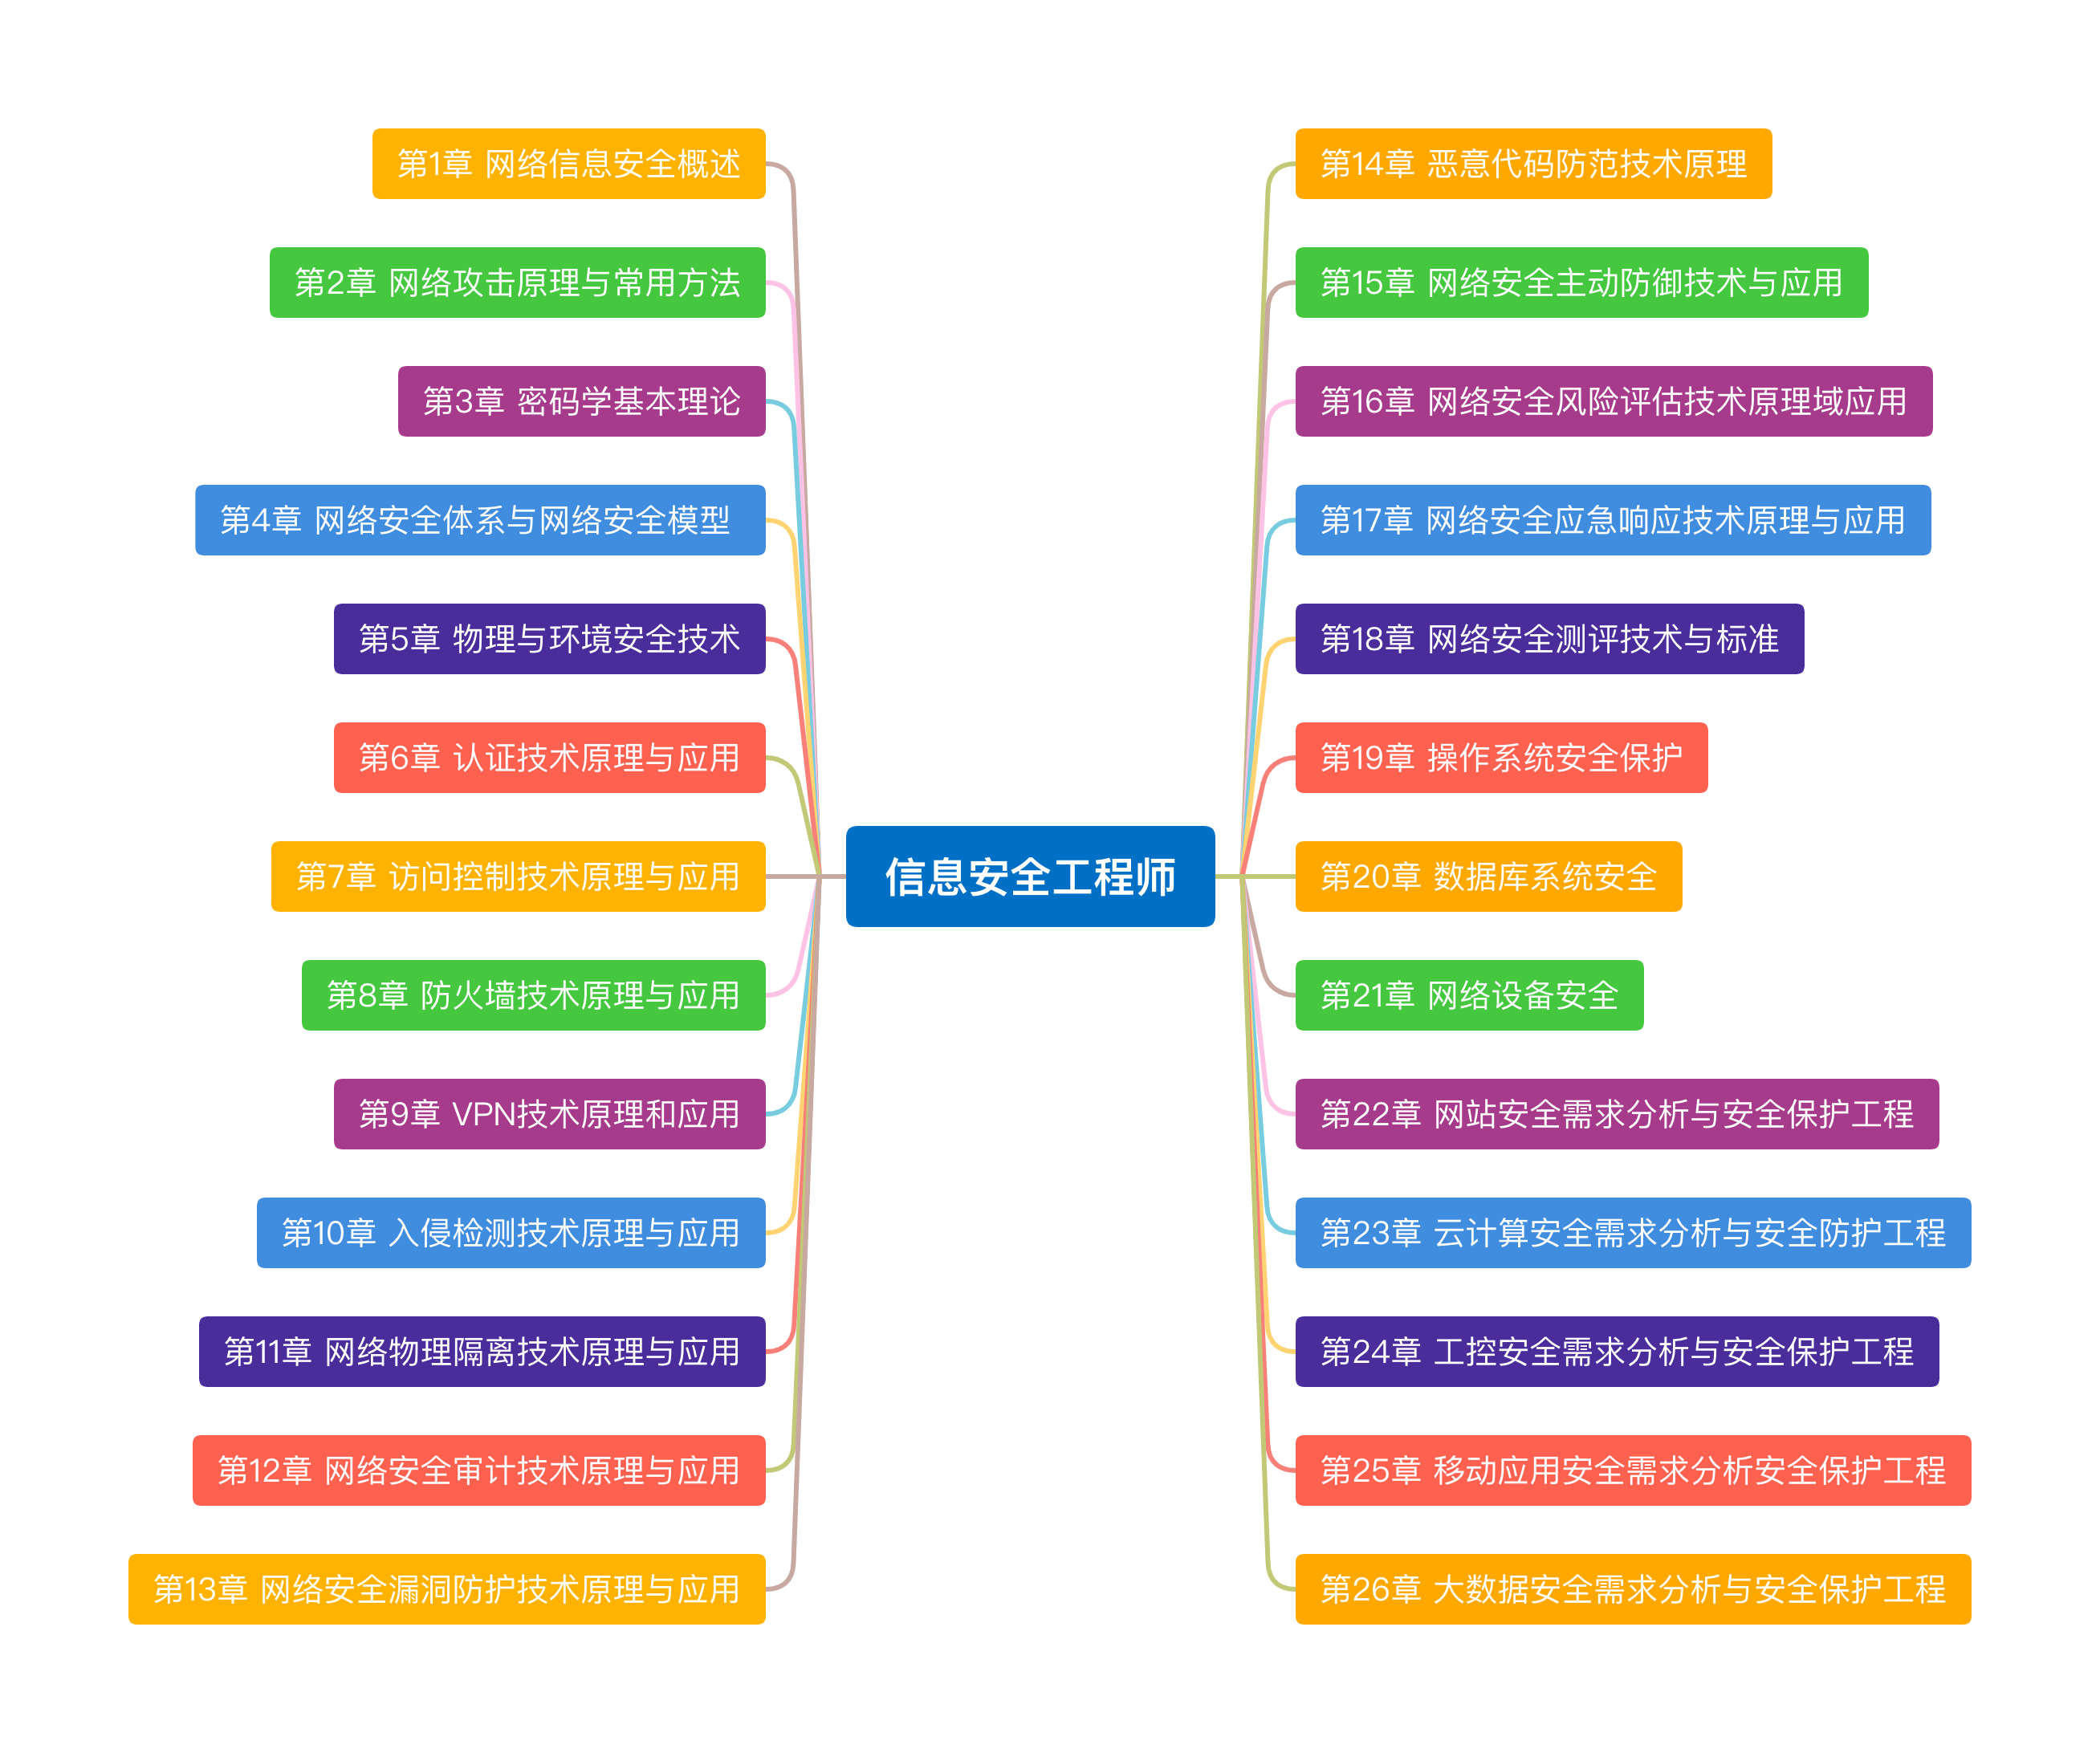 第1章 网络信息安全概述
第2章 网络攻击原理与常用方法
第3章 密码学基本理论
第4章 网络安全体系与网络安全模型
第5章 物理与环境安全技术
第6章 认证技术原理与应用
第7章 访问控制技术原理与应用
第8章 防火墙技术原理与应用
第9章 VPN技术原理和应用
第10章 入侵检测技术原理与应用
第11章 网络物理隔离技术原理与应用
第12章 网络安全审计技术原理与应用
第13章 网络安全漏洞防护技术原理与应用
信息安全工程师
第14章 恶意代码防范技术原理
第15章 网络安全主动防御技术与应用
第16章 网络安全风险评估技术原理域应用
第17章 网络安全应急响应技术原理与应用
第18章 网络安全测评技术与标准
第19章 操作系统安全保护
第20章 数据库系统安全
第21章 网络设备安全
第22章 网站安全需求分析与安全保护工程
第23章 云计算安全需求分析与安全防护工程
第24章 工控安全需求分析与安全保护工程
第25章 移动应用安全需求分析安全保护工程
第26章 大数据安全需求分析与安全保护工程